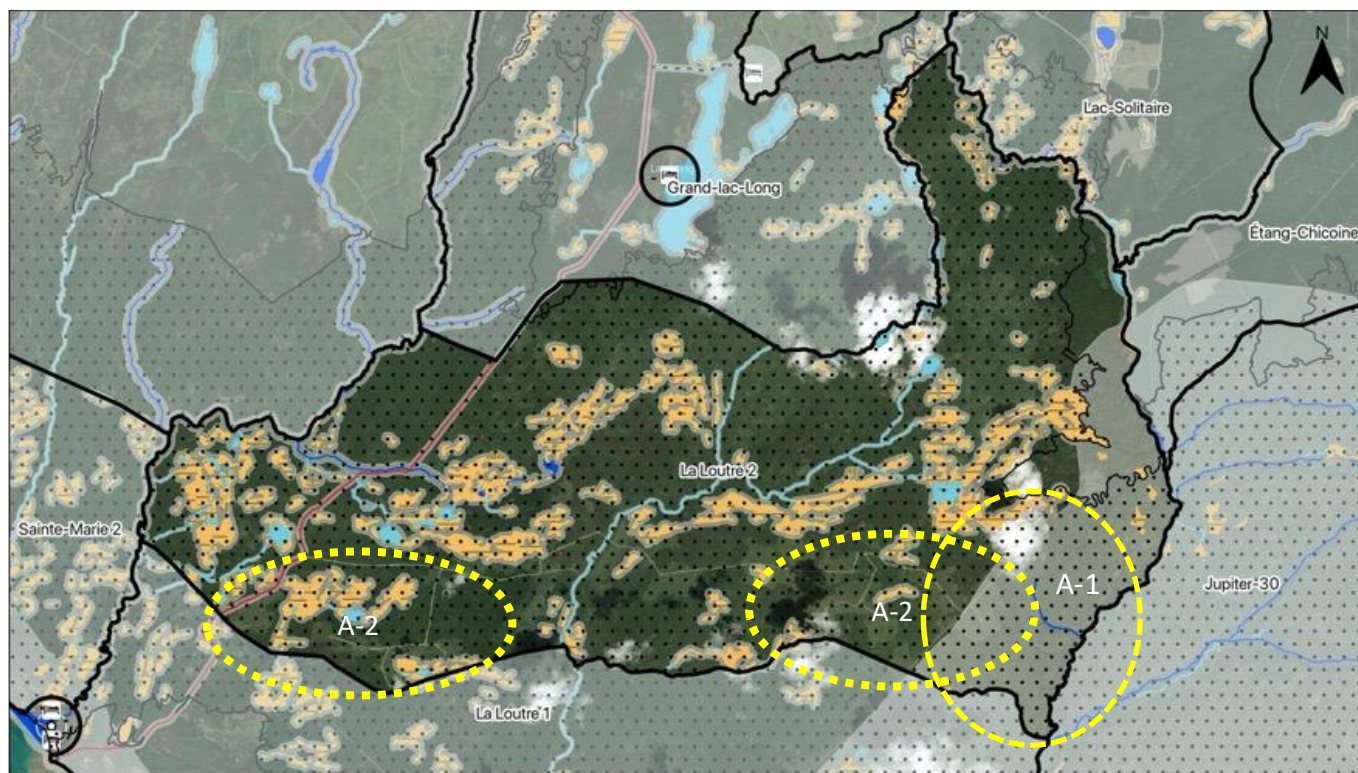 N
Lac-Solitaire
Grand-lac-Long
Étang-Chicoine
La Loutre 2
Sainte-Marie 2
A-1
Jupiter-30
A-2
A-2
La Loutre 1